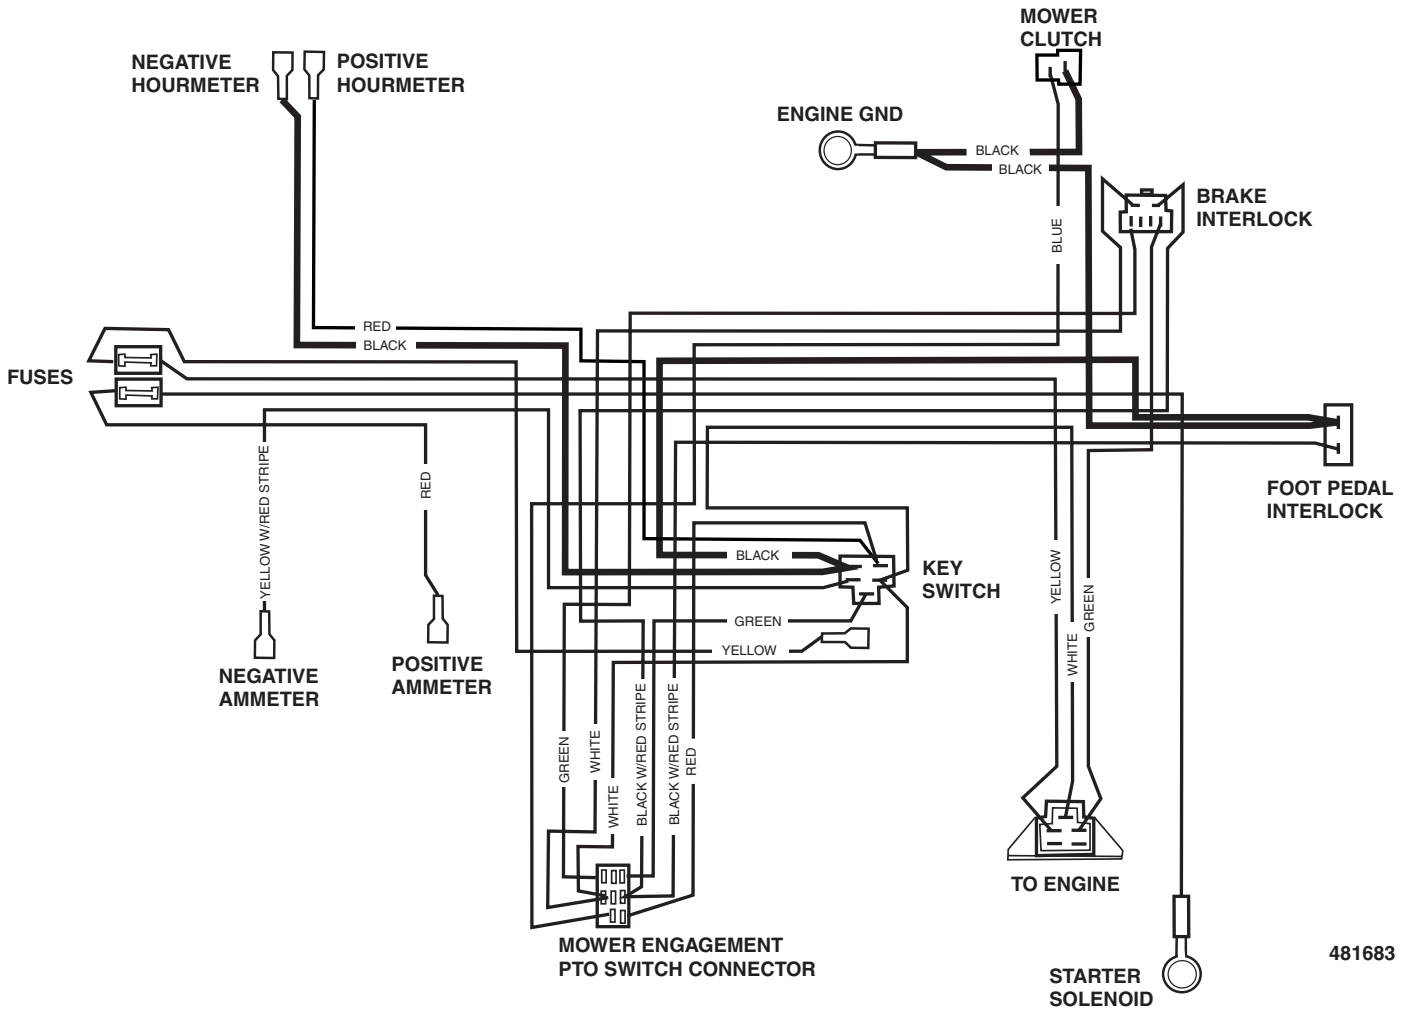 MOWER
CLUTCH
NEGATIVE
HOURMETER
POSITIVE
HOURMETER
ENGINE GND
BLACK
BLACK
BRAKE
INTERLOCK
BLUE
RED
BLACK
FUSES
YELLOW W/RED STRIPE
RED
FOOT PEDAL
INTERLOCK
BLACK
KEY
SWITCH
YELLOW
GREEN
WHITE
GREEN
YELLOW
NEGATIVE
AMMETER
POSITIVE
AMMETER
GREEN
WHITE
WHITE
BLACK W/RED STRIPE
BLACK W/RED STRIPE
RED
TO ENGINE
MOWER ENGAGEMENT
PTO SWITCH CONNECTOR
481683
STARTER
SOLENOID